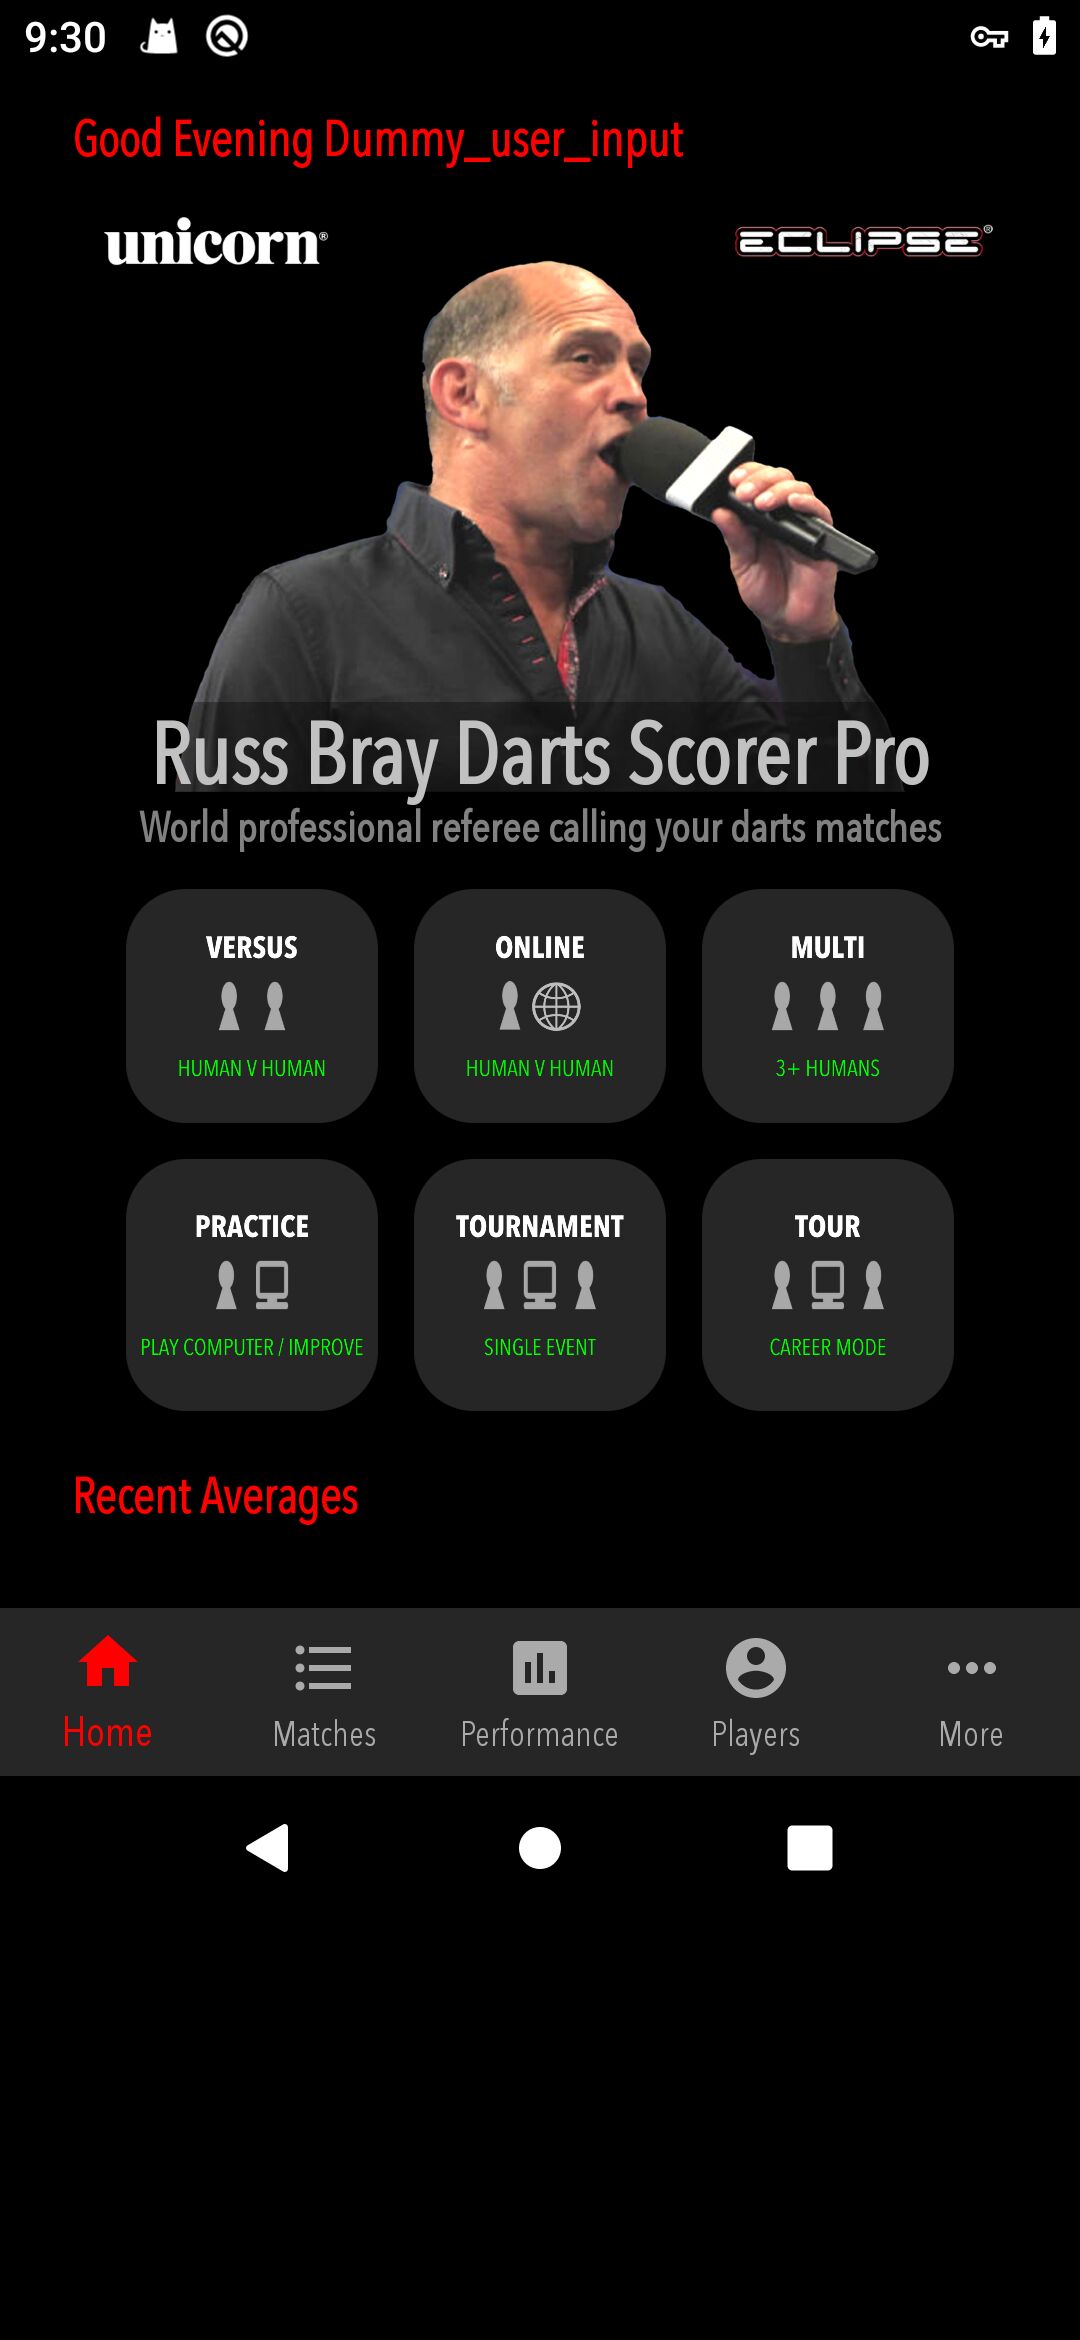 9:30
Good Evening Dummy_user_input
unicorn®
ECLIPSE®
Russ Bray Darts Scorer Pro
World professional referee calling your darts matches
VERSUS
HUMAN V HUMAN
ONLINE
HUMAN V HUMAN
MULTI
3+ HUMANS
PRACTICE
PLAY COMPUTER / IMPROVE
TOURNAMENT
SINGLE EVENT
TOUR
CAREER MODE
Recent Averages
Home
Matches
Performance
Players
More